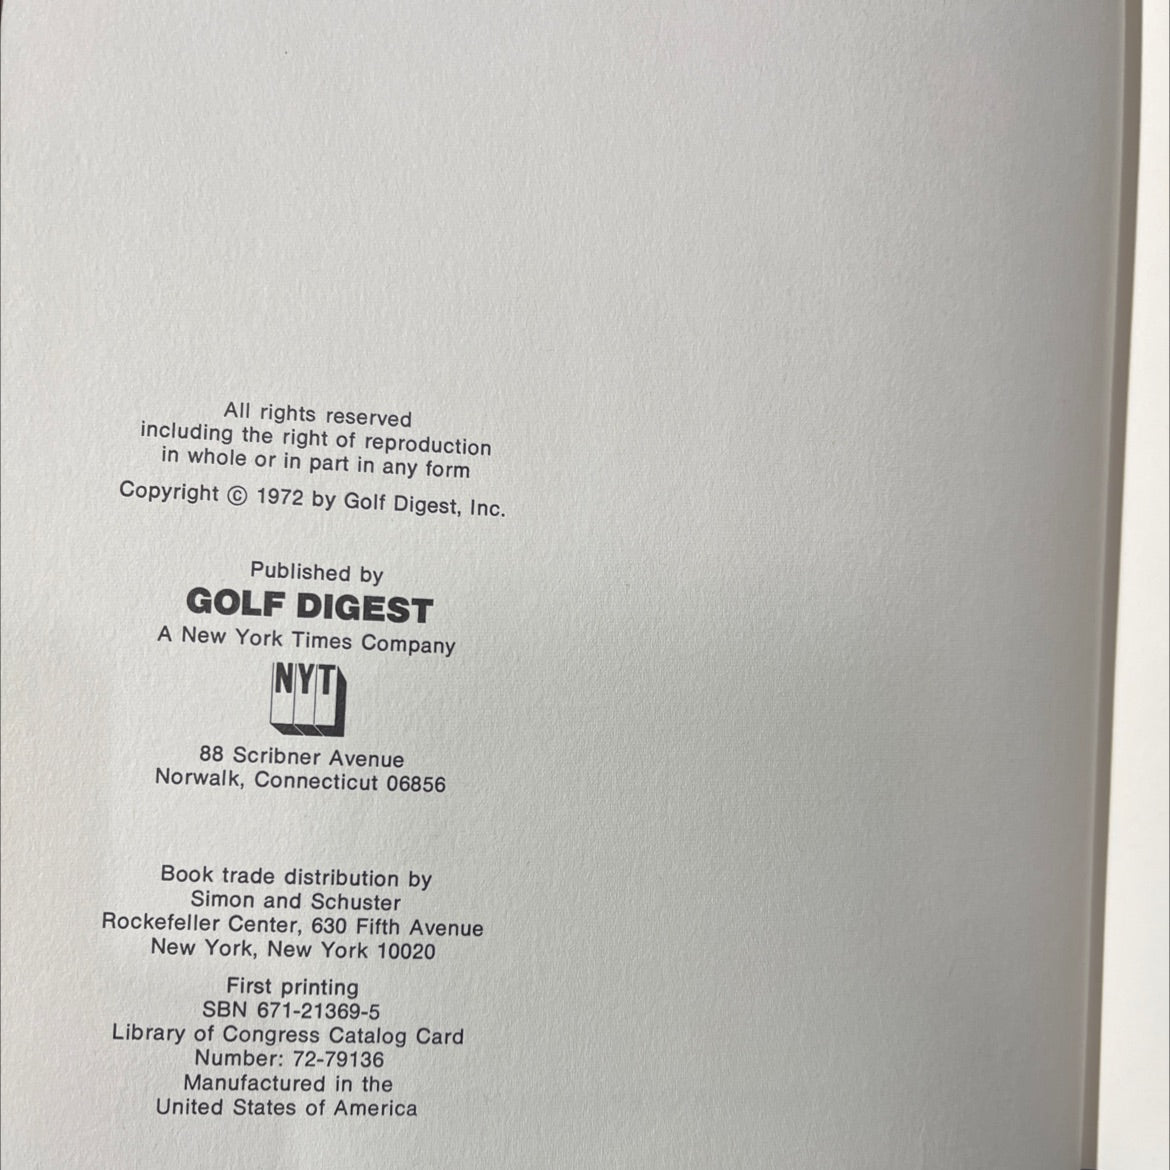 All rights reserved
including the right of reproduction
in whole or in part in any form
Copyright © 1972 by Golf Digest, Inc.
Published by
GOLF DIGEST
A New York Times Company
NYT
88 Scribner Avenue
Norwalk, Connecticut 06856
Book trade distribution by
Simon and Schuster
Rockefeller Center, 630 Fifth Avenue
New York, New York 10020
First printing
SBN 671-21369-5
Library of Congress Catalog Card
Number: 72-79136
Manufactured in the
United States of America